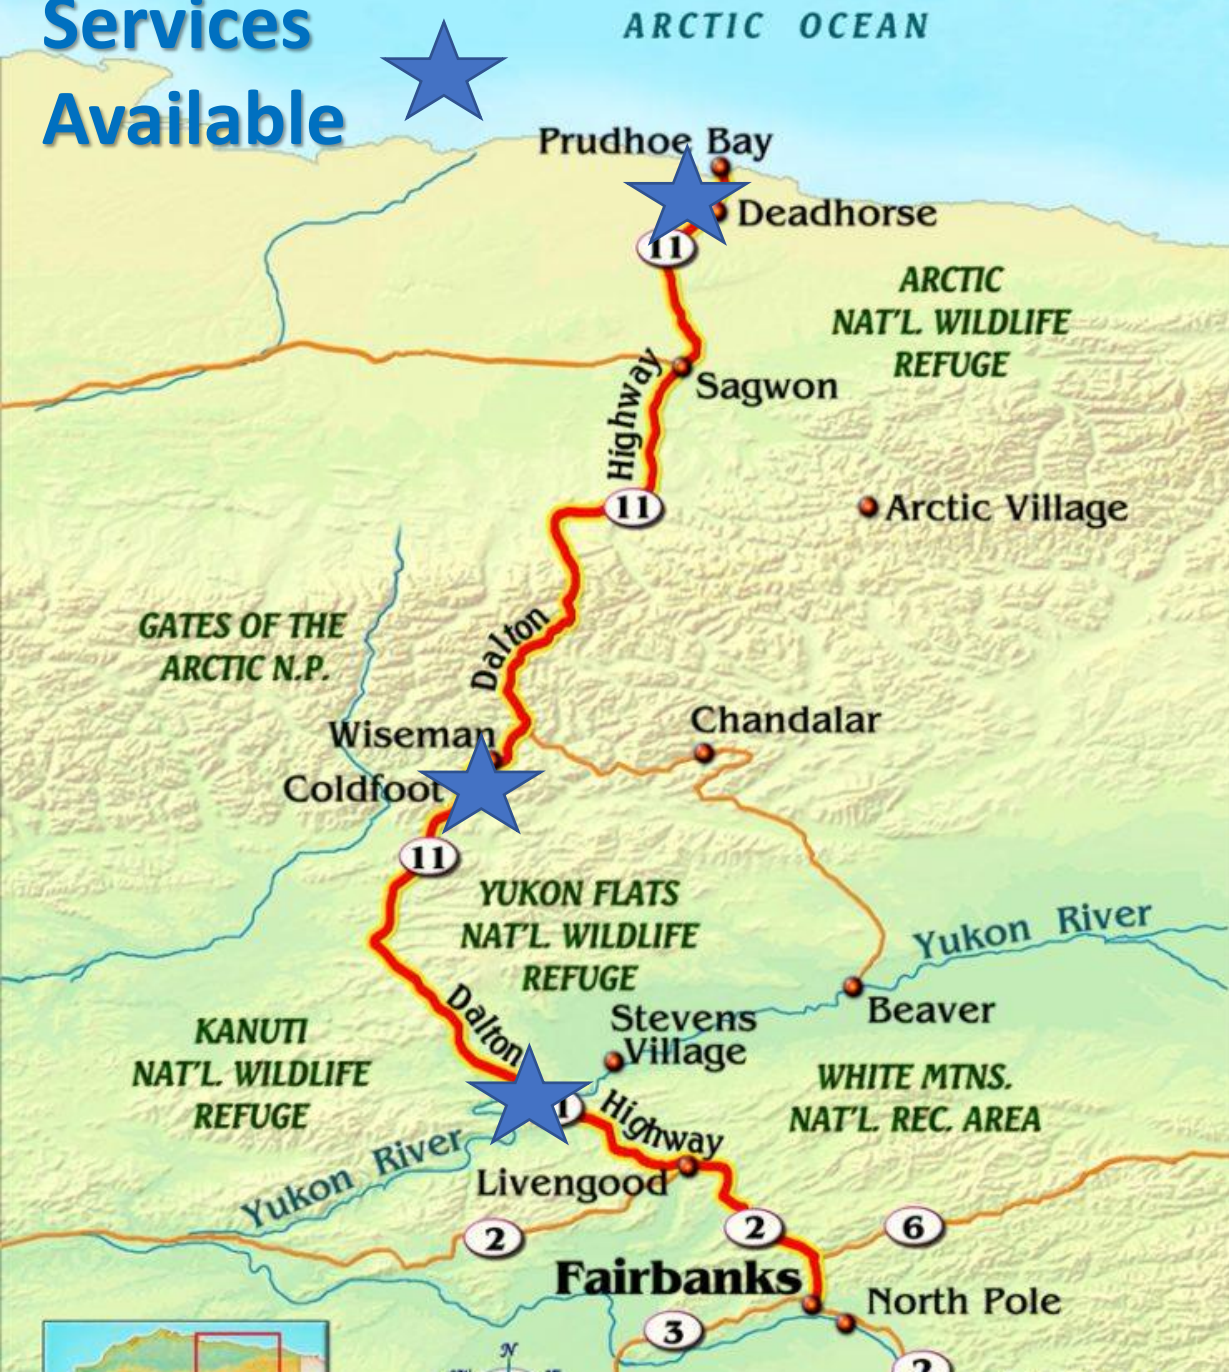 Services
Available
ARCTIC OCEAN
Prudhoe Bay
Deadhorse
11
ARCTIC
NAT'L. WILDLIFE
REFUGE
Highway
Sagwon
11
Arctic Village
GATES OF THE
ARCTIC N.P.
Dalton
Wiseman
Chandalar
Coldfoot
11
YUKON FLATS
NAT'L. WILDLIFE
REFUGE
Yukon River
Dalton
Beaver
Stevens
Village
KANUTI
NAT'L. WILDLIFE
REFUGE
WHITE MTNS.
NAT'L. REC. AREA
Highway
Yukon River
Livengood
2
2
6
Fairbanks
North Pole
3
N